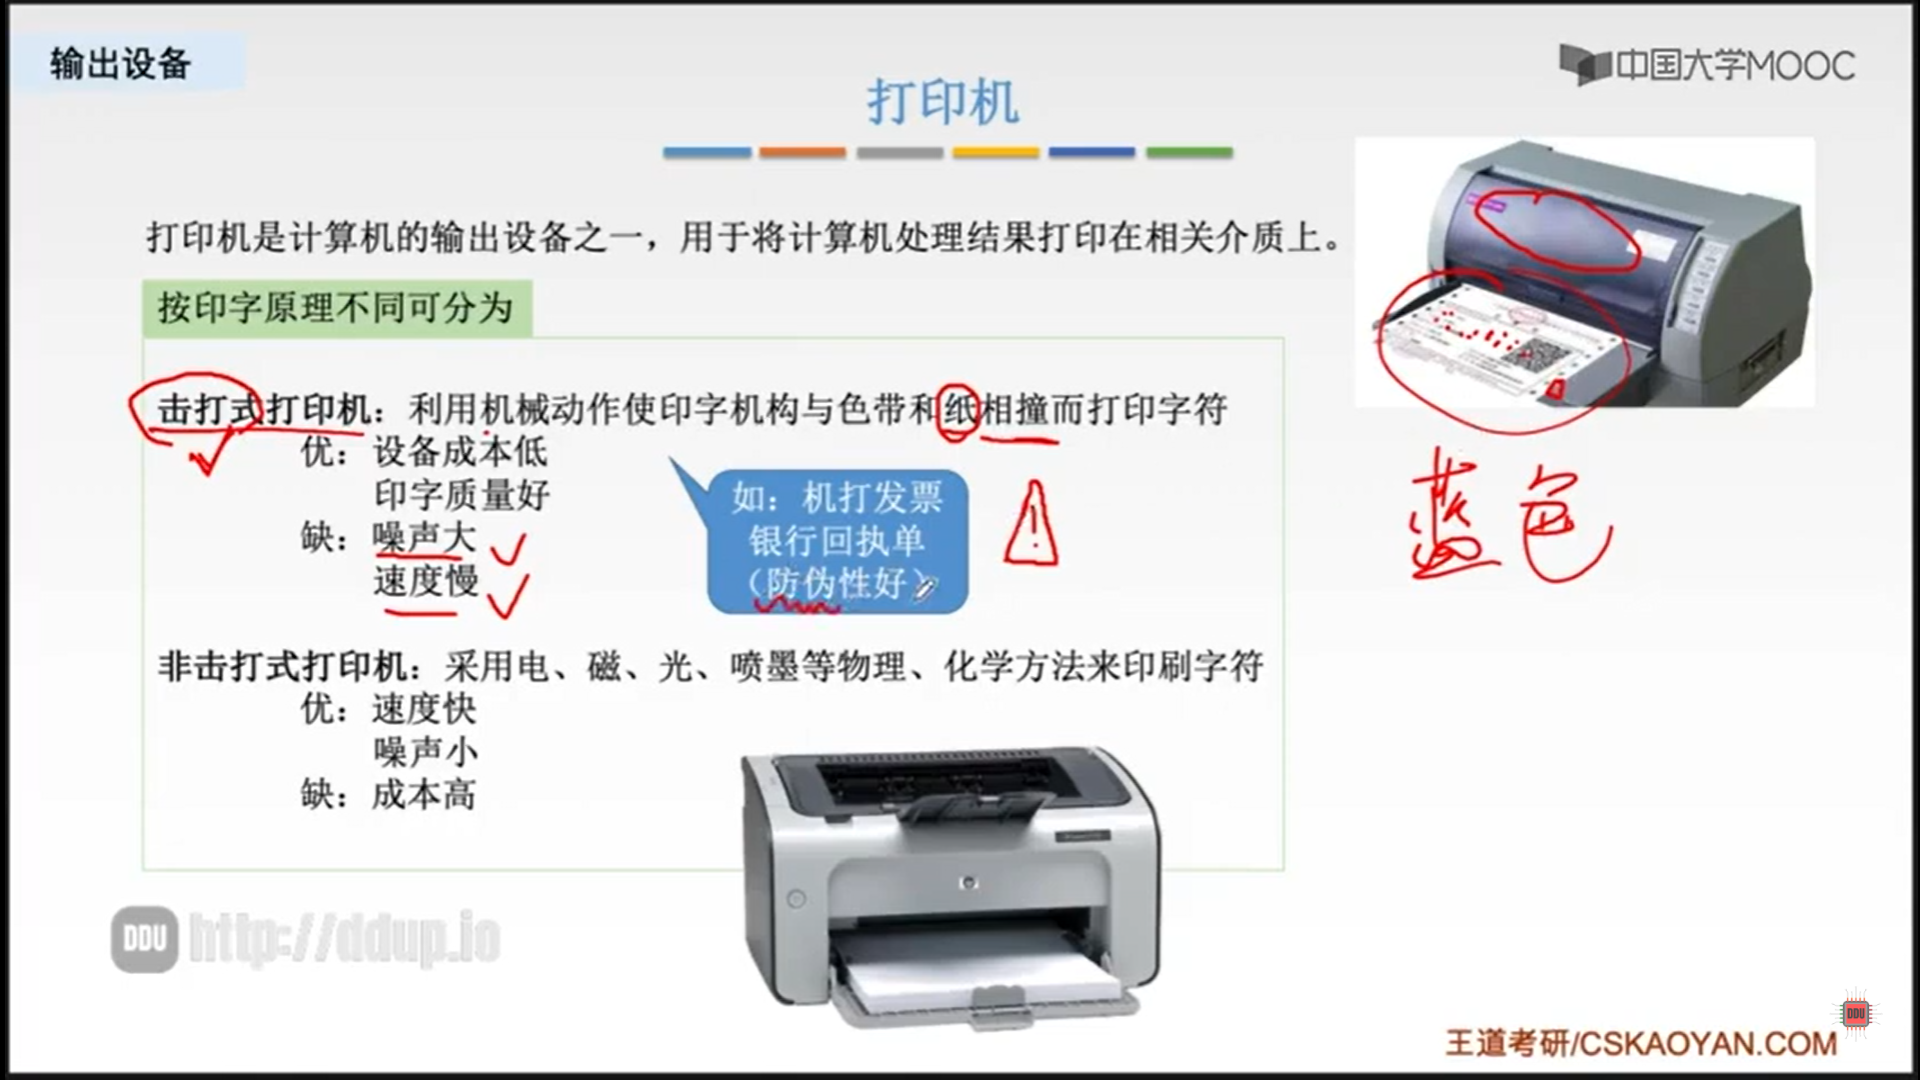 输出设备
中国大学MOOC
打印机
打印机是计算机的输出设备之一，用于将计算机处理结果打印在相关介质上。
按印字原理不同可分为
击打式打印机：利用机械动作使印字机构与色带和纸相撞而打印字符
优：设备成本低
印字质量好
缺：噪声大
速度慢
如：机打发票
银行回执单
（防伪性好）
蓝色
非击打式打印机：采用电、磁、光、喷墨等物理、化学方法来印刷字符
优：速度快
噪声小
缺：成本高
DDU http://ddup.io
DDU
王道考研/CSKAOYAN.COM